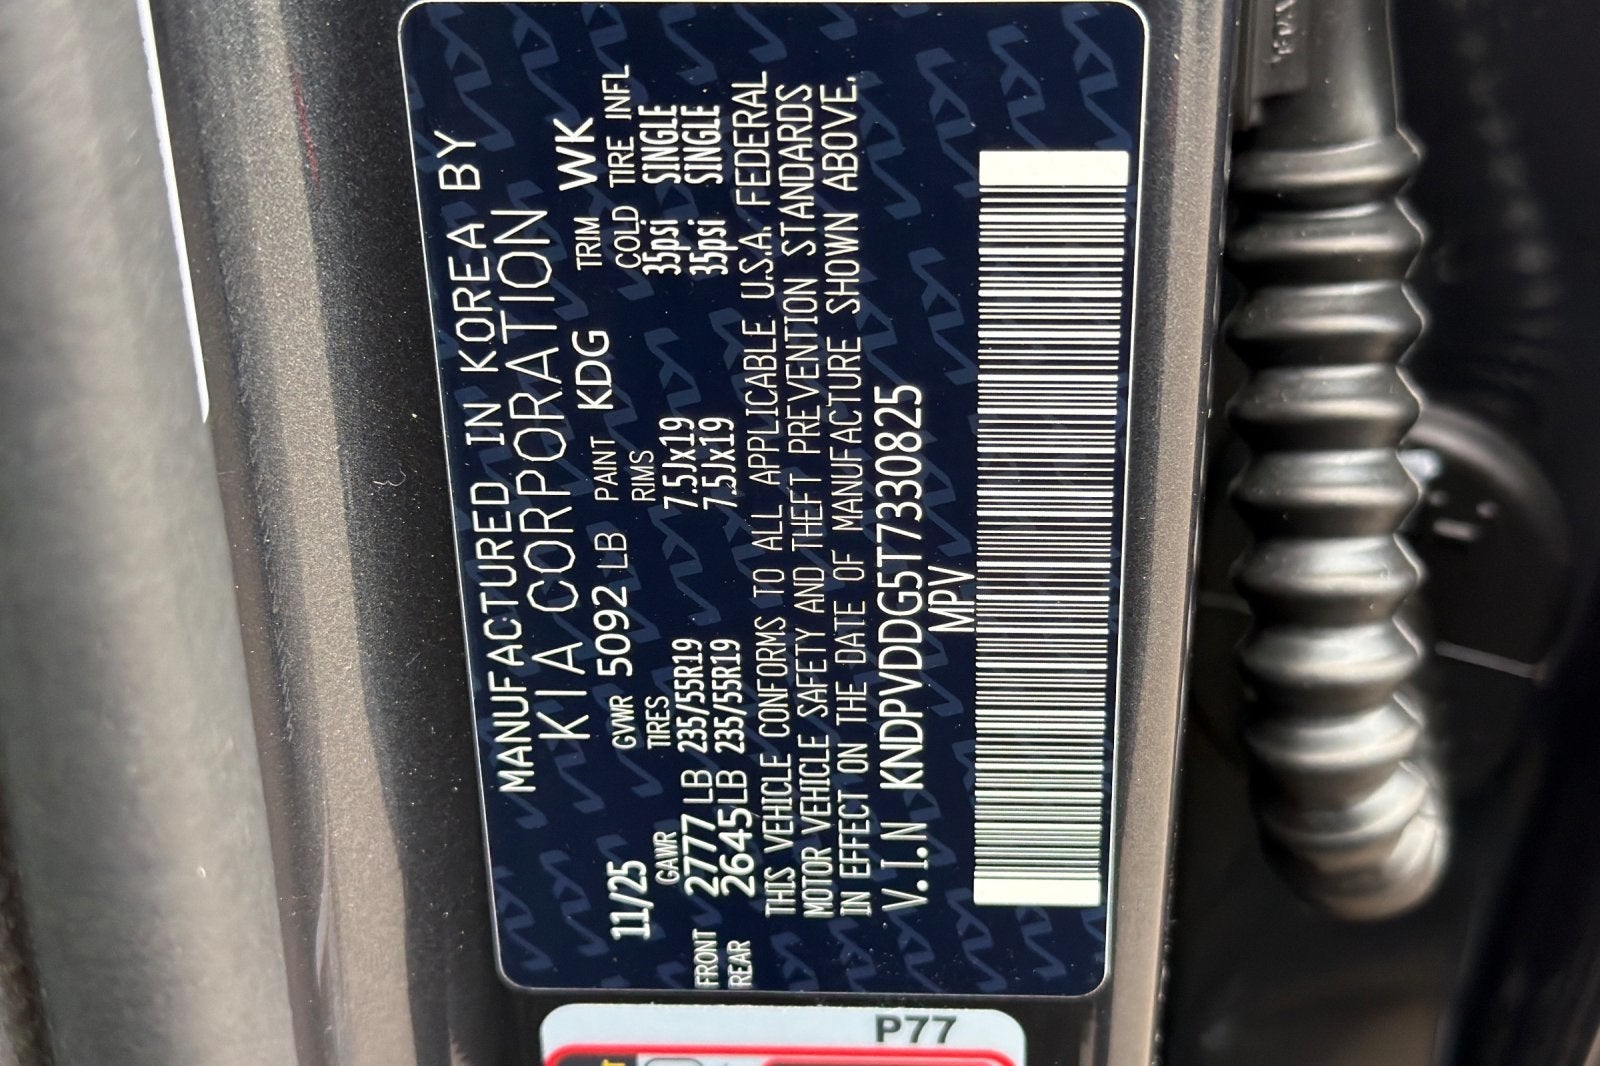 MANUFACTURED IN KOREA BY
KIA CORPORATION
11/25 GVWR 5092 LB PAINT KDG TRIM WK
GAWR TIRES RIMS COLD TIRE INFL
FRONT 2777 LB 235/55R19 7.5Jx19 35psi SINGLE
REAR 2645 LB 235/55R19 7.5Jx19 35psi SINGLE
THIS VEHICLE CONFORMS TO ALL APPLICABLE U.S.A. FEDERAL
MOTOR VEHICLE SAFETY AND THEFT PREVENTION STANDARDS
IN EFFECT ON THE DATE OF MANUFACTURE SHOWN ABOVE.
V.I.N KNDPVDDG5T7330825
MPV
P77